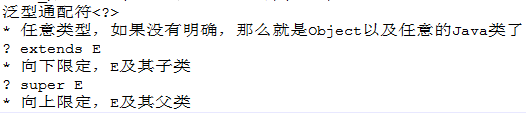 泛型通配符<?>
* 任意类型，如果没有明确，那么就是Object以及任意的Java类了
? extends E
* 向下限定，E及其子类
? super E
* 向上限定，E及其父类